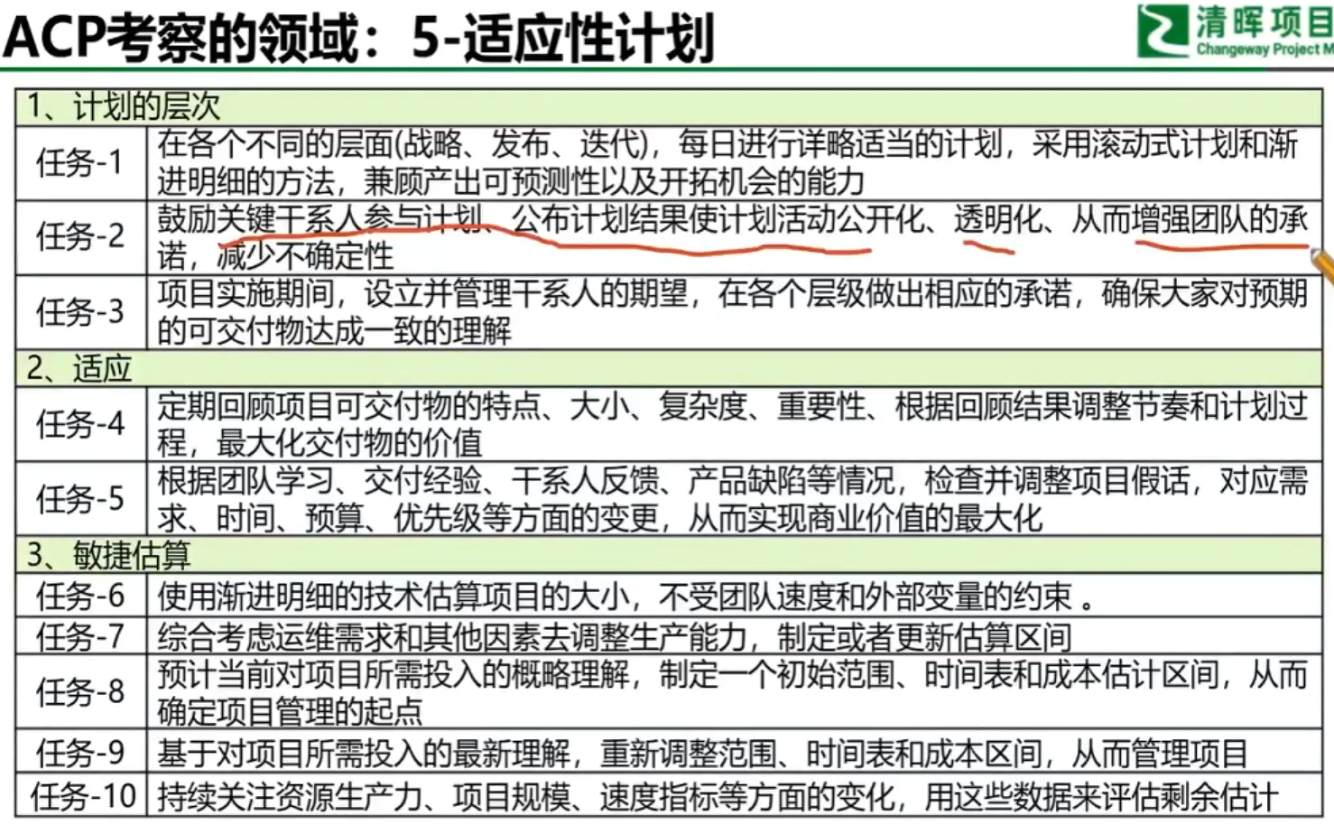 ACP考察的领域：5-适应性计划
清晖项目
Changeway Project M
1、计划的层次
任务-1
在各个不同的层面(战略、发布、迭代)，每日进行详略适当的计划，采用滚动式计划和渐
进明细的方法，兼顾产出可预测性以及开拓机会的能力
任务-2
鼓励关键干系人参与计划、公布计划结果使计划活动公开化、透明化、从而增强团队的承
诺，减少不确定性
任务-3
项目实施期间，设立并管理干系人的期望，在各个层级做出相应的承诺，确保大家对预期
的可交付物达成一致的理解
2、适应
任务-4
定期回顾项目可交付物的特点、大小、复杂度、重要性、根据回顾结果调整节奏和计划过
程，最大化交付物的价值
任务-5
根据团队学习、交付经验、干系人反馈、产品缺陷等情况，检查并调整项目假话，对应需
求、时间、预算、优先级等方面的变更，从而实现商业价值的最大化
3、敏捷估算
任务-6
使用渐进明细的技术估算项目的大小，不受团队速度和外部变量的约束 。
任务-7
综合考虑运维需求和其他因素去调整生产能力，制定或者更新估算区间
任务-8
预计当前对项目所需投入的概略理解，制定一个初始范围、时间表和成本估计区间，从而
确定项目管理的起点
任务-9
基于对项目所需投入的最新理解，重新调整范围、时间表和成本区间，从而管理项目
任务-10
持续关注资源生产力、项目规模、速度指标等方面的变化，用这些数据来评估剩余估计